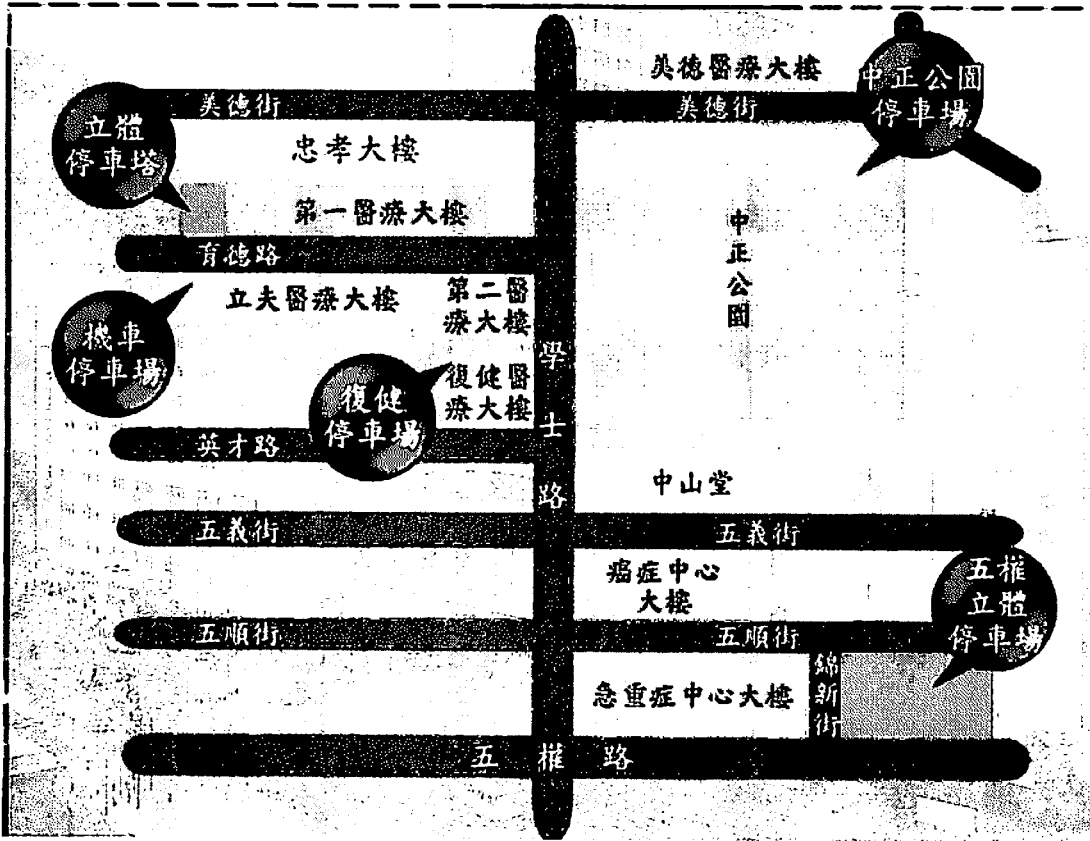 美德醫療大樓
中正公園
停車場
美德街
美德街
立體
停車塔
忠孝大樓
第一醫療大樓
中正公園
育德路
立夫醫療大樓
第二醫
療大樓
機車
停車場
復健
停車場
復健醫
療大樓
學士路
英才路
中山堂
五義街
五義街
癌症中心
大樓
五權
立體
停車場
五順街
五順街
急重症中心大樓
錦新街
五權路